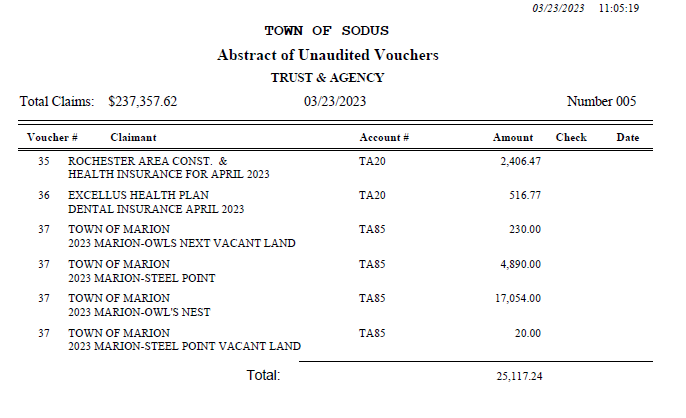 03/23/2023 11:05:19
TOWN OF SODUS
Abstract of Unaudited Vouchers
TRUST & AGENCY
Total Claims: $237,357.62 03/23/2023 Number 005
Voucher # Claimant Account # Amount Check Date
35 ROCHESTER AREA CONST. & TA20 2,406.47
HEALTH INSURANCE FOR APRIL 2023
36 EXCELLUS HEALTH PLAN TA20 516.77
DENTAL INSURANCE APRIL 2023
37 TOWN OF MARION TA85 230.00
2023 MARION-OWLS NEXT VACANT LAND
37 TOWN OF MARION TA85 4,890.00
2023 MARION-STEEL POINT
37 TOWN OF MARION TA85 17,054.00
2023 MARION-OWL'S NEST
37 TOWN OF MARION TA85 20.00
2023 MARION-STEEL POINT VACANT LAND
Total: 25,117.24